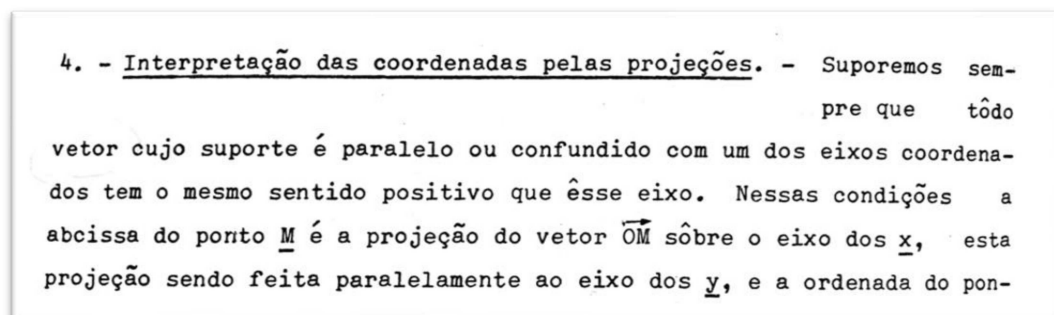 4. - Interpretação das coordenadas pelas projeções. - Suporemos sem-
pre que tôdo
vetor cujo suporte é paralelo ou confundido com um dos eixos coordena-
dos tem o mesmo sentido positivo que êsse eixo. Nessas condições a
abcissa do ponto M é a projeção do vetor OM sôbre o eixo dos x, esta
projeção sendo feita paralelamente ao eixo dos y, e a ordenada do pon-